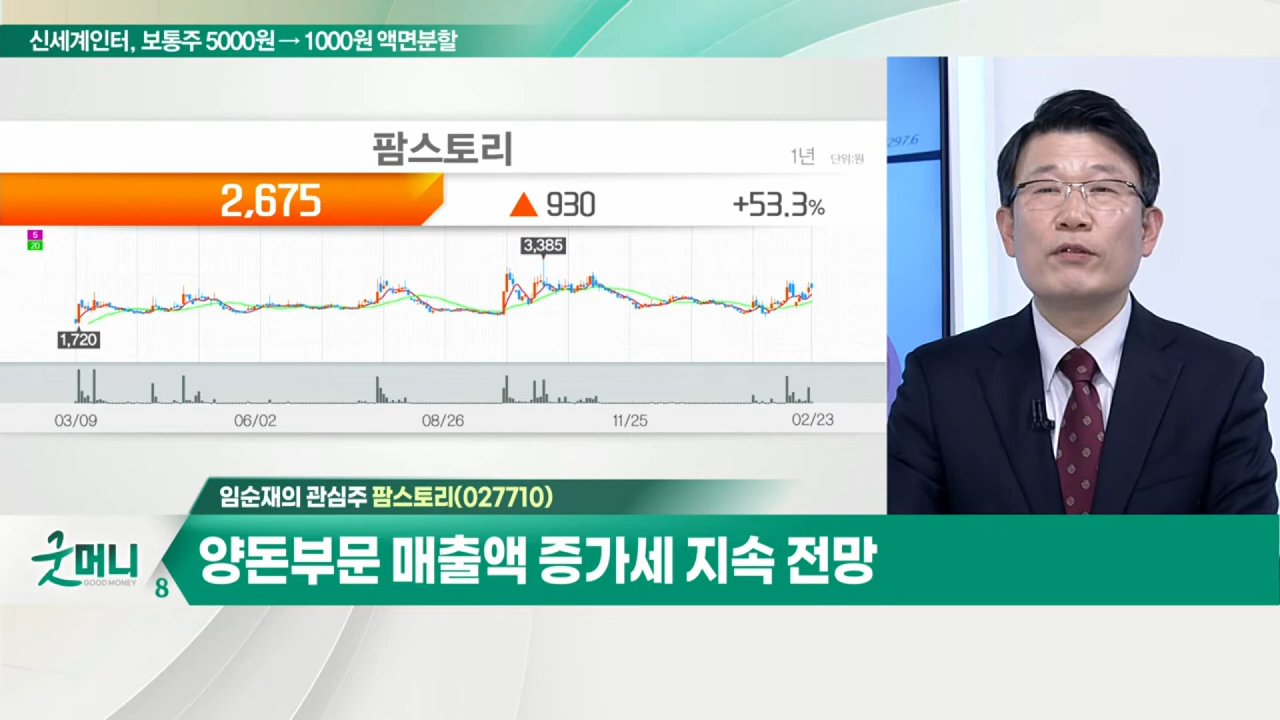 신세계인터, 보통주 5000원→1000원 액면분할
297.6
팜스토리
1년 단위:원
2,675 ▲ 930 +53.3%
5
20
3,385
1,720
03/09 06/02 08/26 11/25 02/23
임순재의 관심주 팜스토리(027710)
굿머니
GOOD MONEY
8
양돈부문 매출액 증가세 지속 전망